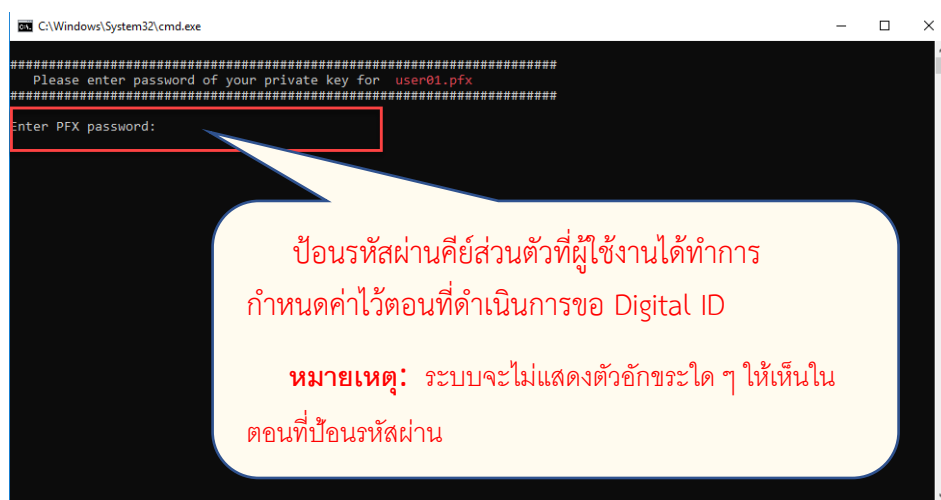 C:\Windows\System32\cmd.exe
#######################################################################
Please enter password of your private key for user01.pfx
#######################################################################
Enter PFX password:
ป้อนรหัสผ่านคีย์ส่วนตัวที่ผู้ใช้งานได้ทำการ
กำหนดค่าไว้ตอนที่ดำเนินการขอ Digital ID
หมายเหตุ: ระบบจะไม่แสดงตัวอักขระใด ๆ ให้เห็นใน
ตอนที่ป้อนรหัสผ่าน